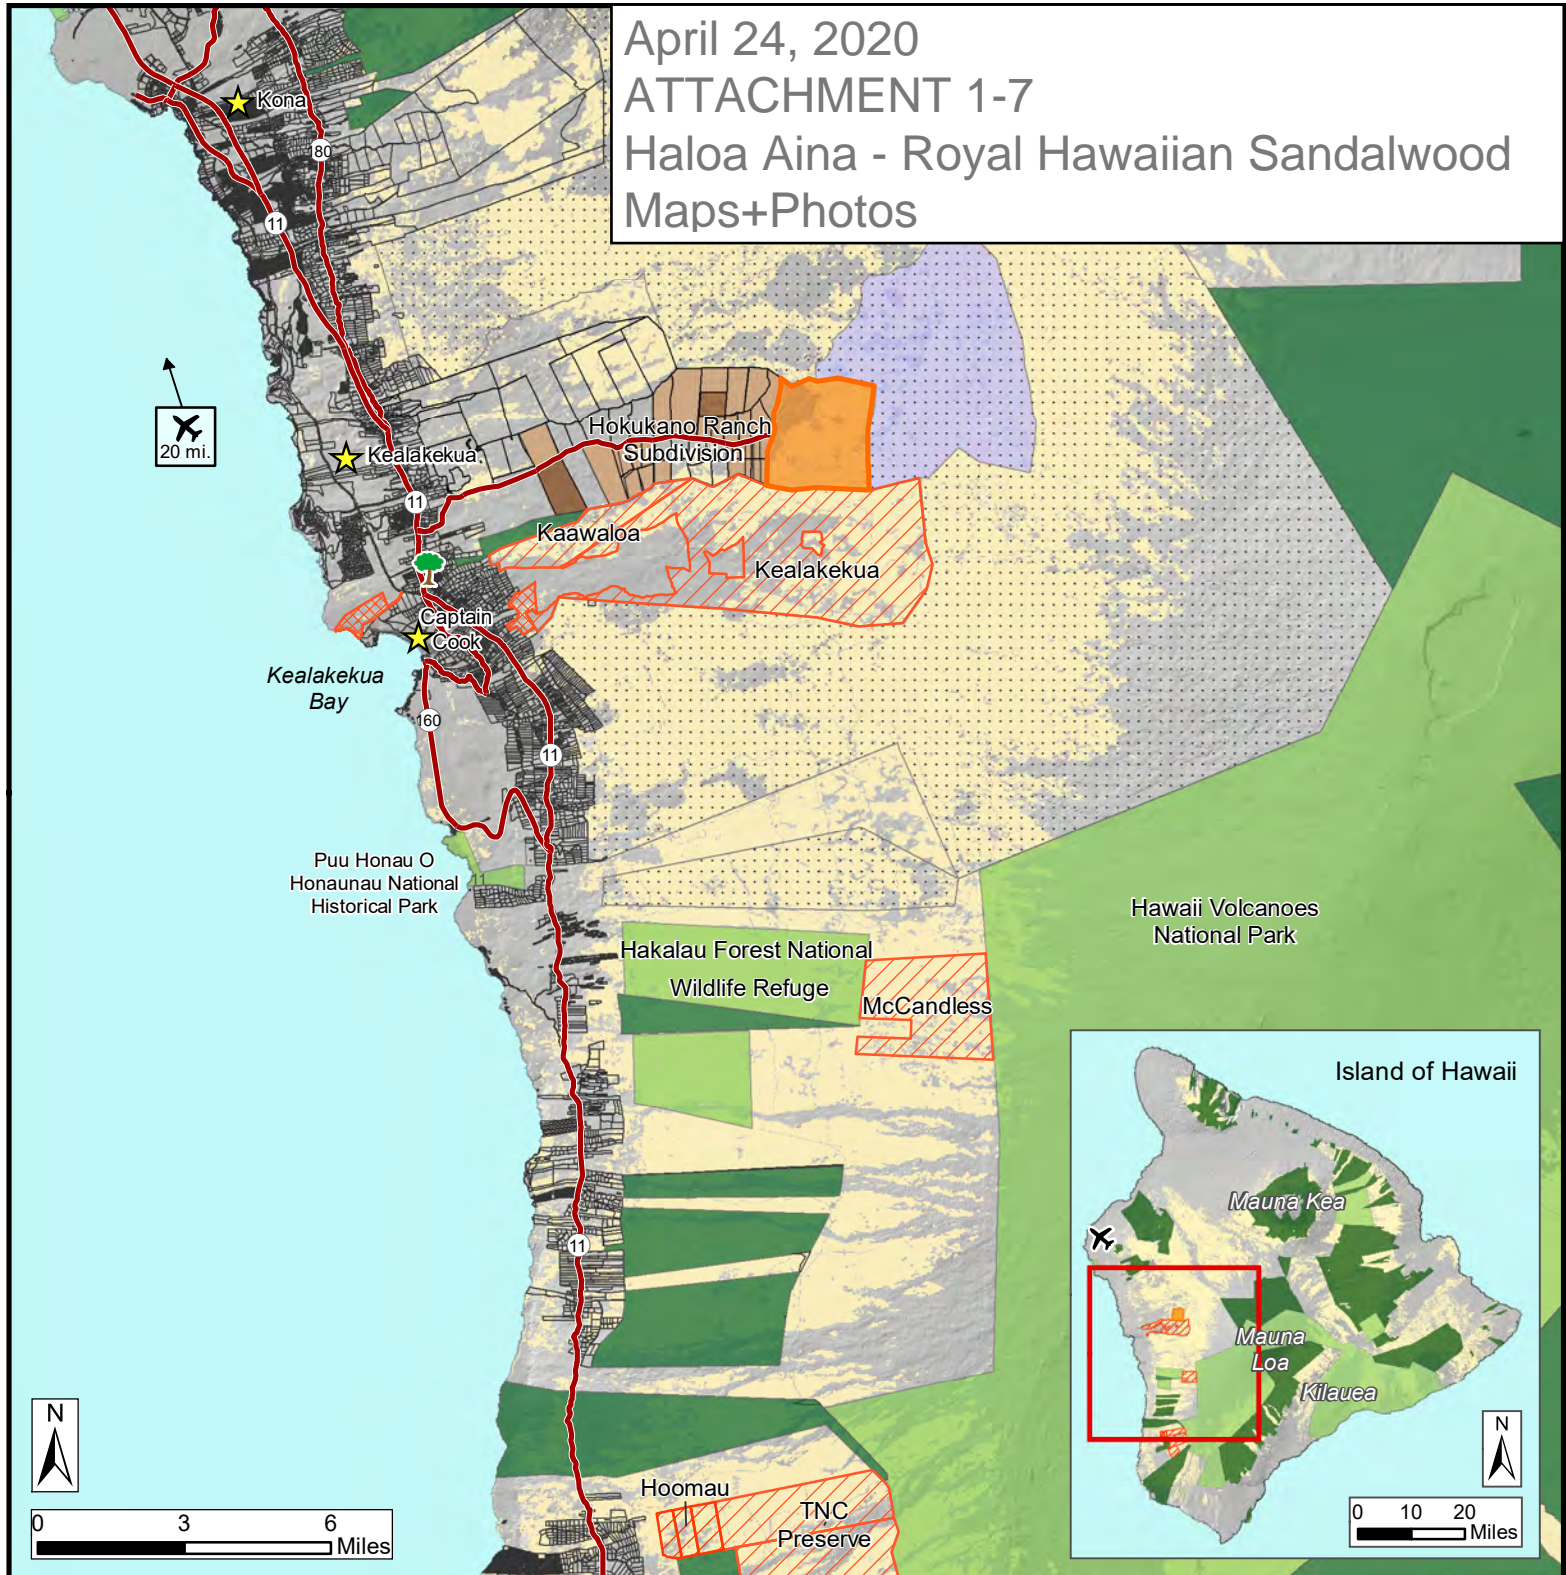 April 24, 2020
ATTACHMENT 1-7
Haloa Aina - Royal Hawaiian Sandalwood
Maps+Photos
Kona
80
11
20 mi.
Kealakekua
Hokukano Ranch
Subdivision
11
Kaawaloa
Kealakekua
Captain
Cook
Kealakekua
Bay
160
11
Puu Honau O
Honaunau National
Historical Park
Hakalau Forest National
Wildlife Refuge
McCandless
Hawaii Volcanoes
National Park
11
Hoomau
TNC
Preserve
N
0 3 6
Miles
Island of Hawaii
Mauna Kea
Mauna
Loa
Kilauea
N
0 10 20
Miles